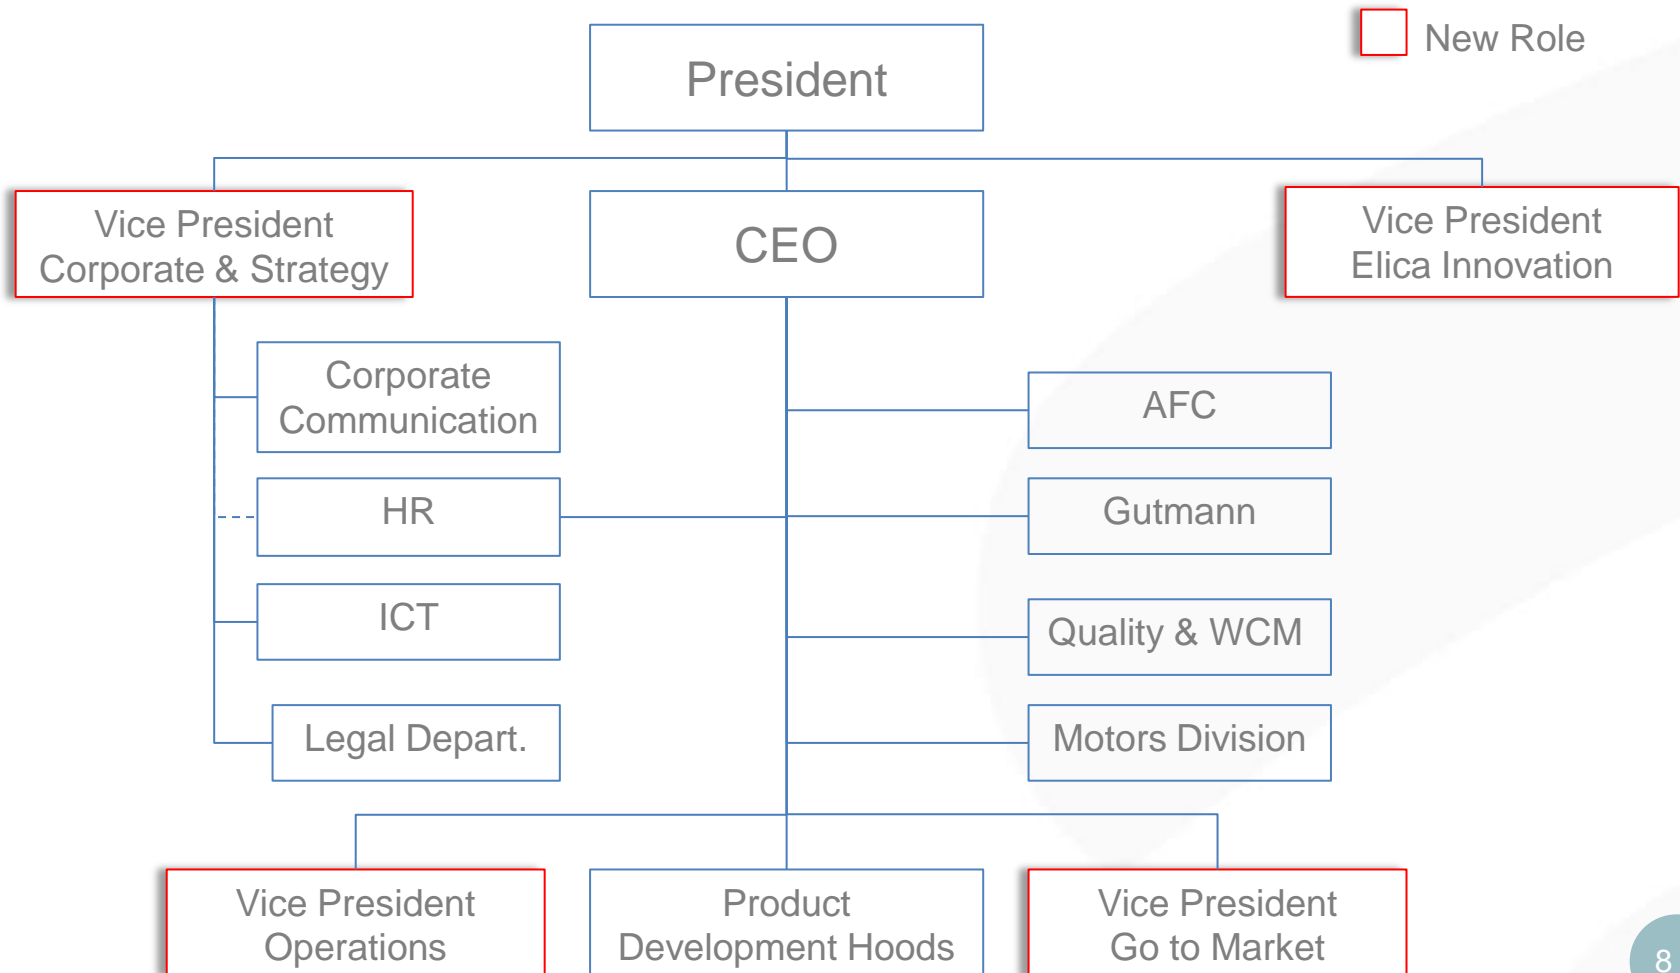 New Role
President
Vice President
Corporate & Strategy
CEO
Vice President
Elica Innovation
Corporate
Communication
AFC
HR
Gutmann
ICT
Quality & WCM
Legal Depart.
Motors Division
Vice President
Operations
Product
Development Hoods
Vice President
Go to Market
8